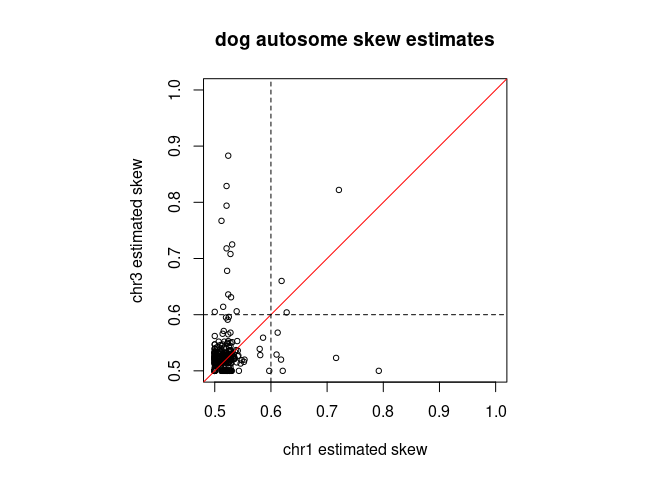 dog autosome skew estimates
1.0
0.9
0.8
0.7
0.6
0.5
chr3 estimated skew
0.5 0.6 0.7 0.8 0.9 1.0
chr1 estimated skew